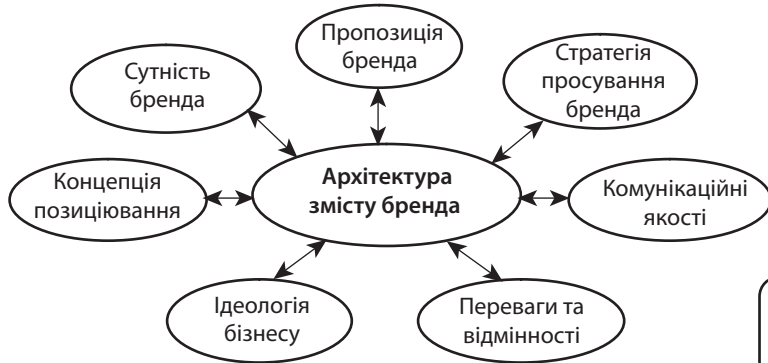 Пропозиція
бренда
Сутність
бренда
Стратегія
просування
бренда
Концепція
позиціювання
Архітектура
змісту бренда
Комунікаційні
якості
Ідеологія
бізнесу
Переваги та
відмінності